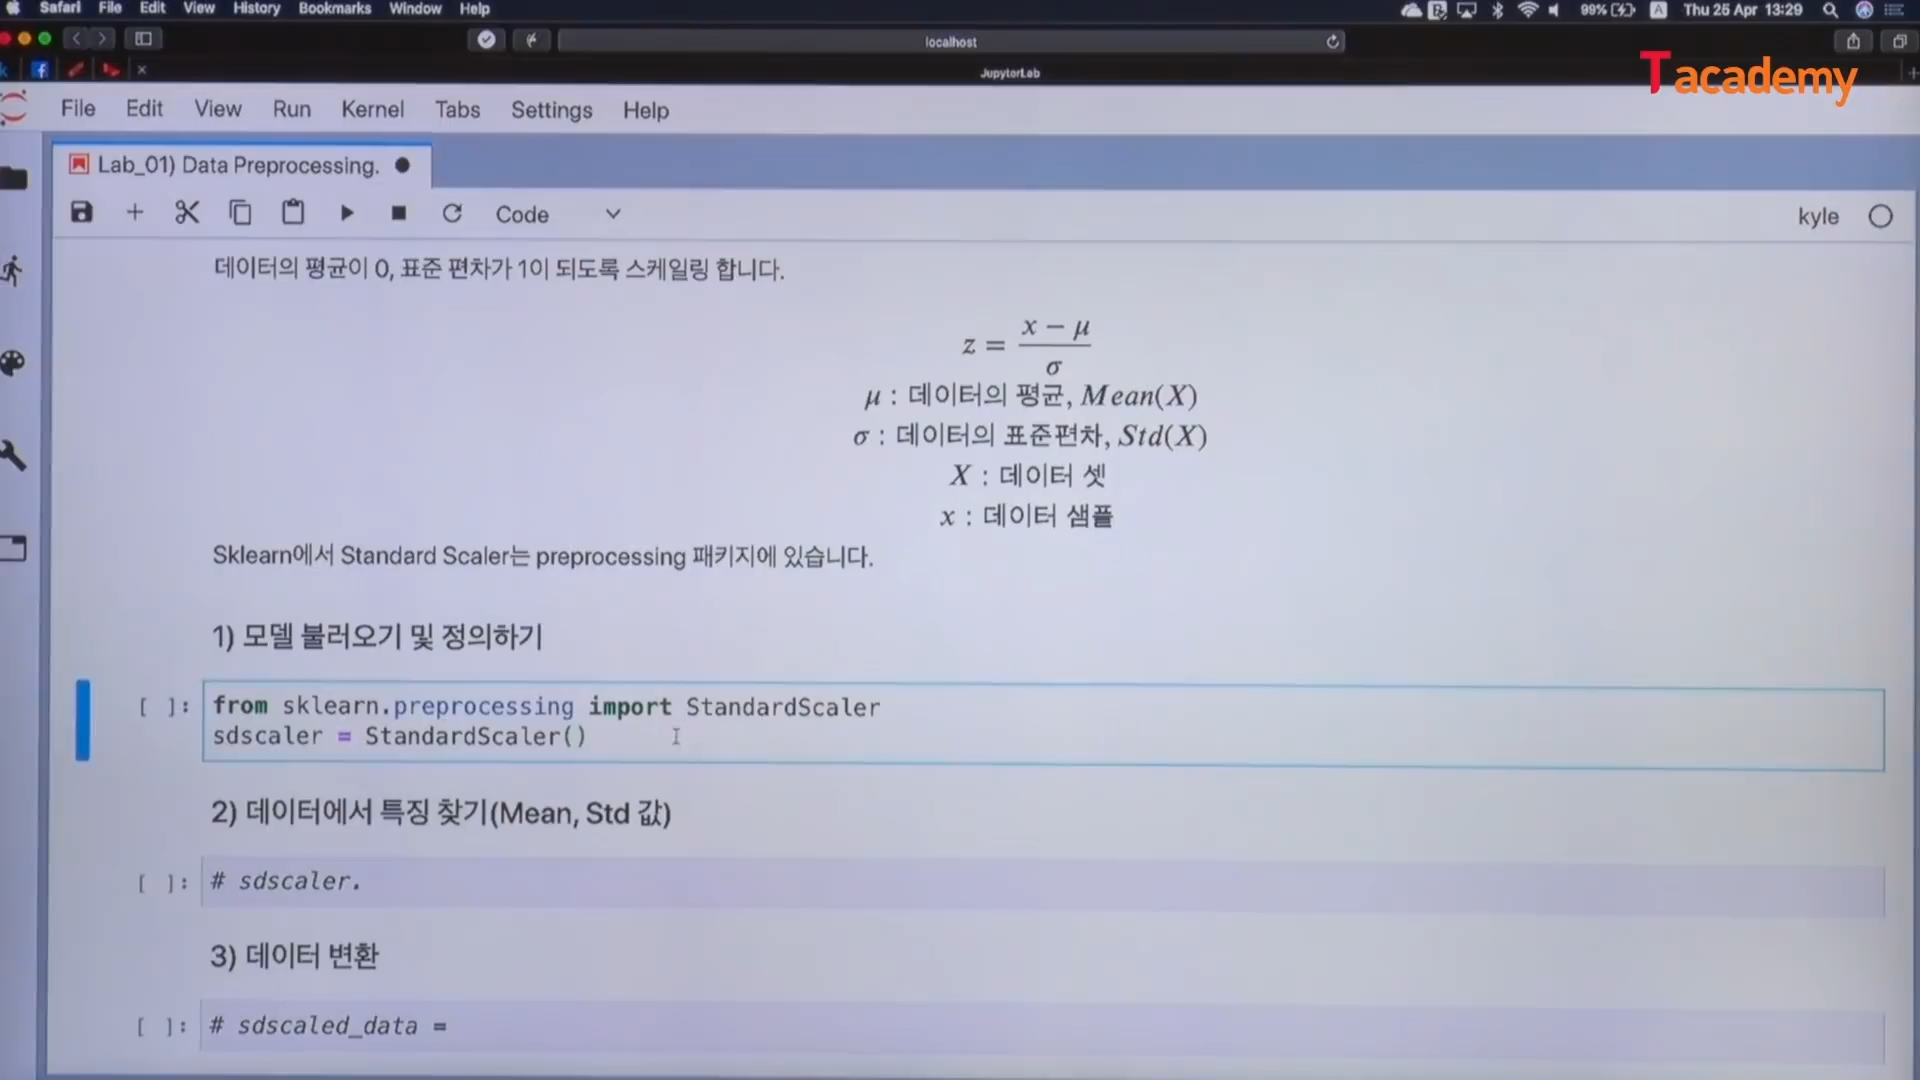 Safari File Edit View History Bookmarks Window Help
99% A Thu 25 Apr 13:29
localhost
JupyterLab
Tacademy
File Edit View Run Kernel Tabs Settings Help
Lab_01) Data Preprocessing.
Code
kyle
데이터의 평균이 0, 표준 편차가 1이 되도록 스케일링 합니다.
z = x − μ / σ
μ : 데이터의 평균, Mean(X)
σ : 데이터의 표준편차, Std(X)
X : 데이터 셋
x : 데이터 샘플
Sklearn에서 Standard Scaler는 preprocessing 패키지에 있습니다.
1) 모델 불러오기 및 정의하기
[ ]: from sklearn.preprocessing import StandardScaler
sdscaler = StandardScaler()
2) 데이터에서 특징 찾기(Mean, Std 값)
[ ]: # sdscaler.
3) 데이터 변환
[ ]: # sdscaled_data =